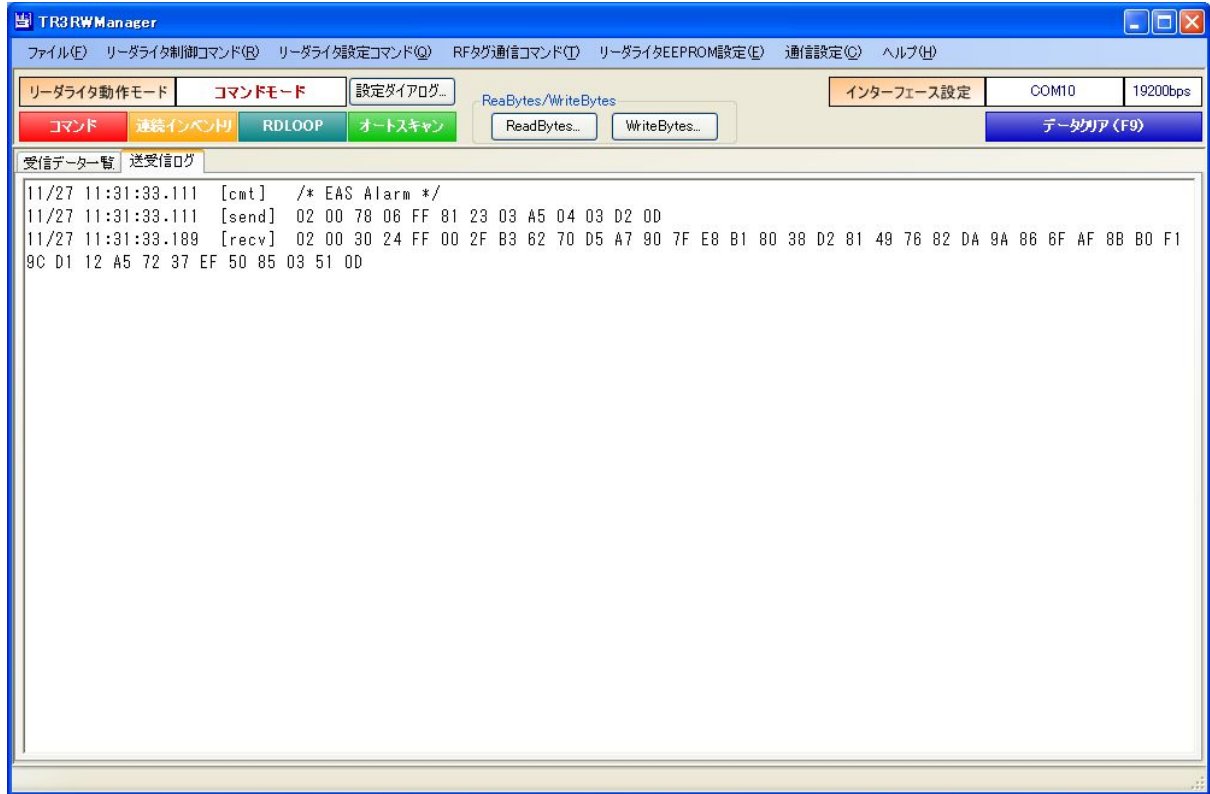 TR3RWManager
ファイル(F) リーダライタ制御コマンド(R) リーダライタ設定コマンド(Q) RFタグ通信コマンド(T) リーダライタEEPROM設定(E) 通信設定(C) ヘルプ(H)
リーダライタ動作モード コマンドモード 設定ダイアログ... ReaBytes/WriteBytes インターフェース設定 COM10 19200bps
コマンド 連続インベントリ RDLOOP オートスキャン ReadBytes... WriteBytes... データクリア（F9）
受信データ一覧 送受信ログ
11/27 11:31:33.111 [cmt] /* EAS Alarm */
11/27 11:31:33.111 [send] 02 00 78 06 FF 81 23 03 A5 04 03 D2 0D
11/27 11:31:33.189 [recv] 02 00 30 24 FF 00 2F B3 62 70 D5 A7 90 7F E8 B1 80 38 D2 81 49 76 82 DA 9A 86 6F AF 8B B0 F1
9C D1 12 A5 72 37 EF 50 85 03 51 0D